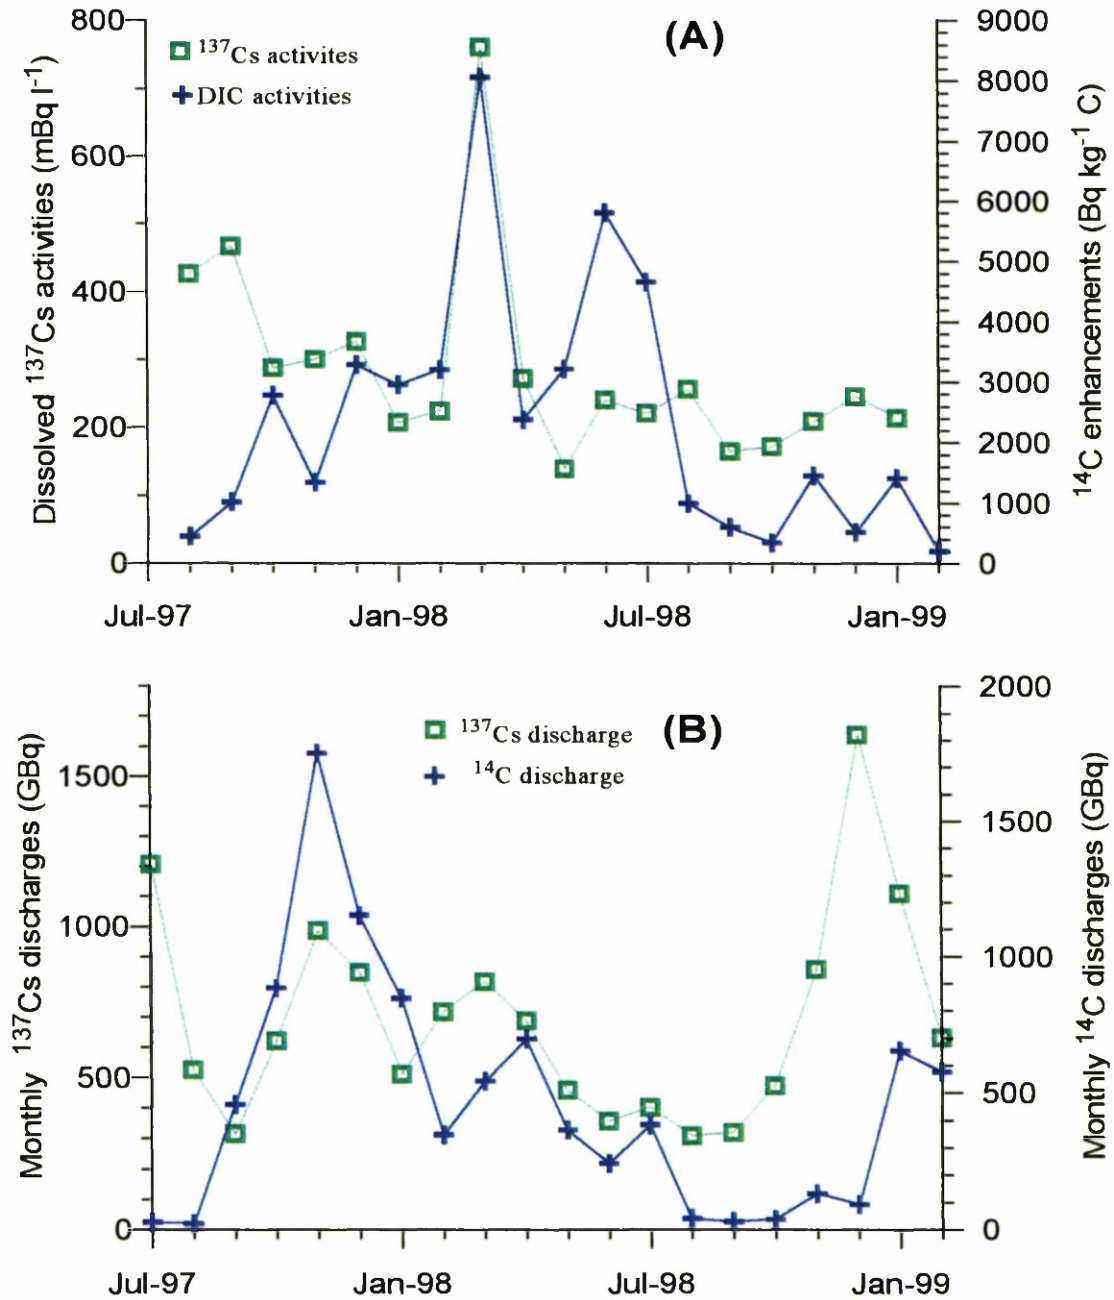 (A)
¹³⁷Cs activites
DIC activities
Dissolved ¹³⁷Cs activities (mBq l⁻¹)
800
600
400
200
0
9000
8000
7000
6000
5000
4000
3000
2000
1000
0
¹⁴C enhancements (Bq kg⁻¹ C)
Jul-97 Jan-98 Jul-98 Jan-99
(B)
¹³⁷Cs discharge
¹⁴C discharge
Monthly ¹³⁷Cs discharges (GBq)
1500
1000
500
0
2000
1500
1000
500
0
Monthly ¹⁴C discharges (GBq)
Jul-97 Jan-98 Jul-98 Jan-99